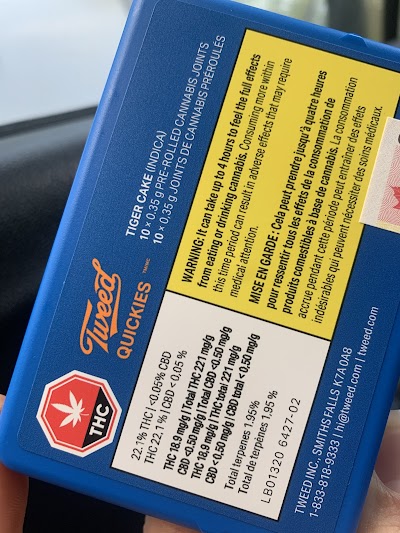 Tweed
QUICKIES TM/MC
TIGER CAKE (INDICA)
10 x 0.35 g PRE-ROLLED CANNABIS JOINTS
10 x 0.35 g JOINTS DE CANNABIS PRÉROULÉS
THC
22.1% THC | <0.05% CBD
THC 22,1 % | CBD < 0,05 %
THC 18.9 mg/g | Total THC 221 mg/g
CBD <0.50 mg/g | Total CBD <0.50 mg/g
THC 18,9 mg/g | THC total 221 mg/g
CBD < 0,50 mg/g | CBD total < 0,50 mg/g
Total terpenes 1.95%
Total de terpènes 1,95 %
LB01320 6427-02
WARNING: It can take up to 4 hours to feel the full effects
from eating or drinking cannabis. Consuming more within
this time period can result in adverse effects that may require
medical attention.
MISE EN GARDE : Cela peut prendre jusqu'à quatre heures
pour ressentir tous les effets de la consommation de
produits comestibles à base de cannabis. La consommation
accrue pendant cette période peut entraîner des effets
indésirables qui peuvent nécessiter des soins médicaux.
TWEED INC., SMITHS FALLS K7A 0A8
1-833-818-9333 | hi@tweed.com | tweed.com